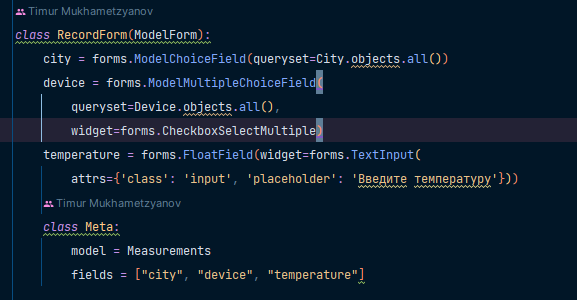 Timur Mukhametzyanov
class RecordForm(ModelForm):
    city = forms.ModelChoiceField(queryset=City.objects.all())
    device = forms.ModelMultipleChoiceField(
        queryset=Device.objects.all(),
        widget=forms.CheckboxSelectMultiple)
    temperature = forms.FloatField(widget=forms.TextInput(
        attrs={'class': 'input', 'placeholder': 'Введите температуру'}))
    Timur Mukhametzyanov
    class Meta:
        model = Measurements
        fields = ["city", "device", "temperature"]